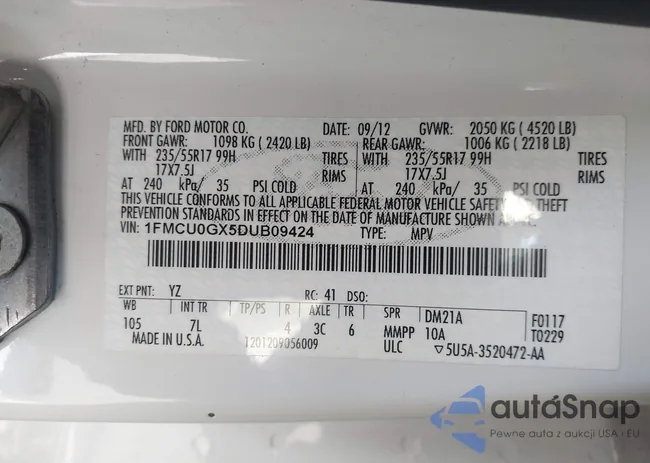 MFD. BY FORD MOTOR CO. DATE: 09/12 GVWR: 2050 KG ( 4520 LB)
FRONT GAWR: 1098 KG ( 2420 LB) REAR GAWR: 1006 KG ( 2218 LB)
WITH 235/55R17 99H TIRES WITH 235/55R17 99H TIRES
17X7.5J RIMS 17X7.5J RIMS
AT 240 kPa/ 35 PSI COLD AT 240 kPa/ 35 PSI COLD
THIS VEHICLE CONFORMS TO ALL APPLICABLE FEDERAL MOTOR VEHICLE SAFETY AND THEFT
PREVENTION STANDARDS IN EFFECT ON THE DATE OF MANUFACTURE SHOWN ABOVE.
VIN: 1FMCU0GX5DUB09424 TYPE: MPV
EXT PNT: YZ RC: 41 DSO:
WB INT TR TP/PS R AXLE TR SPR DM21A F0117
105 7L 4 3C 6 MMPP 10A T0229
MADE IN U.S.A. 1201209056009 ULC ▽5U5A-3520472-AA
autoSnap
Pewne auta z aukcji USA i EU